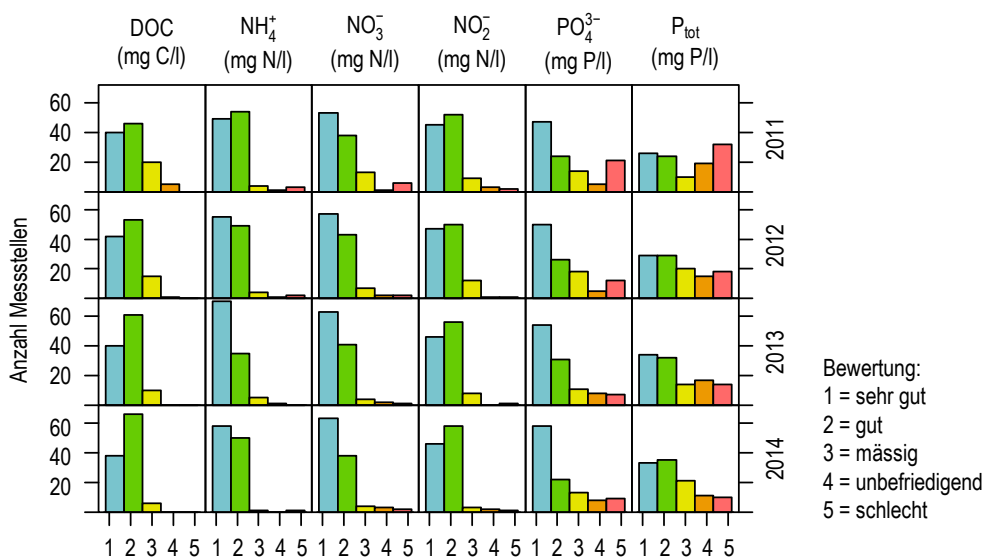 DOC NH₄⁺ NO₃⁻ NO₂⁻ PO₄³⁻ Pₜₒₜ
(mg C/l) (mg N/l) (mg N/l) (mg N/l) (mg P/l) (mg P/l)
Anzahl Messstellen
60
40
20
2011
60
40
20
2012
60
40
20
2013
60
40
20
2014
1 2 3 4 5 1 2 3 4 5 1 2 3 4 5 1 2 3 4 5 1 2 3 4 5 1 2 3 4 5
Bewertung:
1 = sehr gut
2 = gut
3 = mässig
4 = unbefriedigend
5 = schlecht